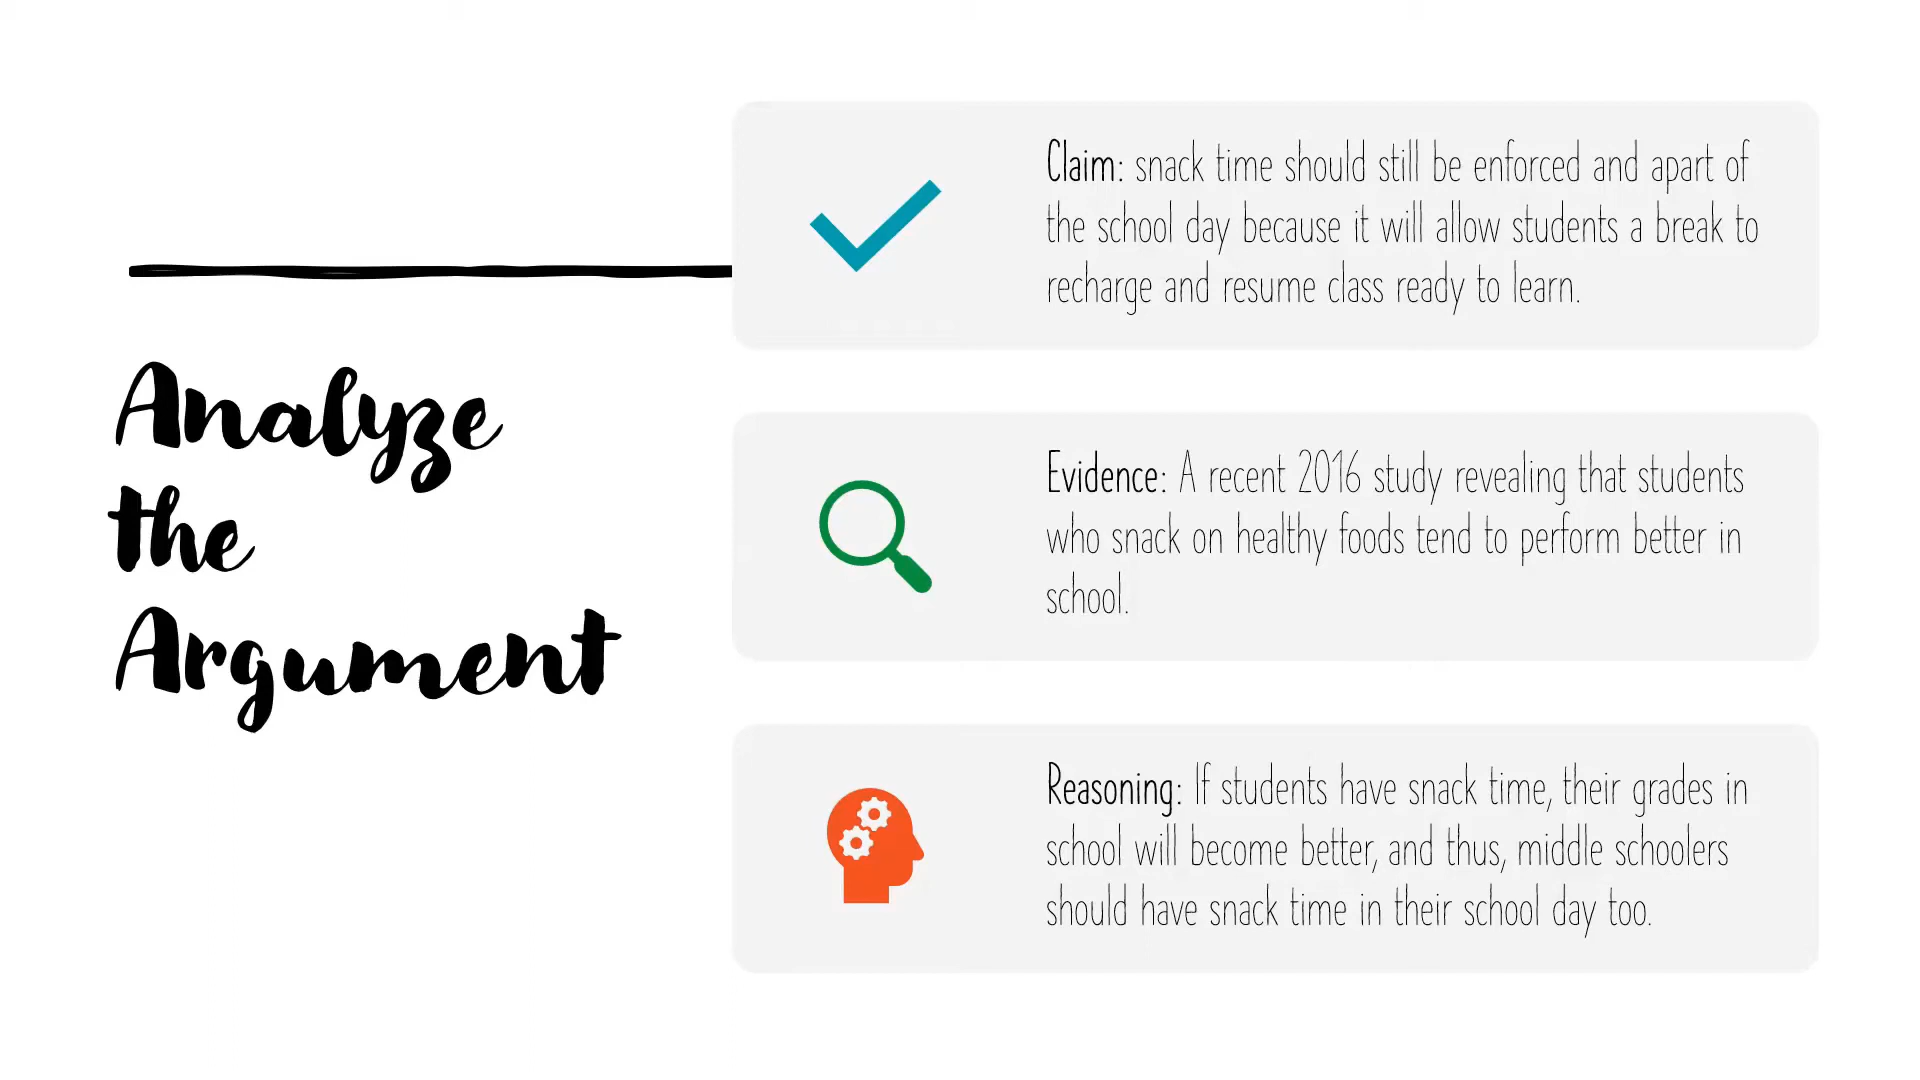 Analyze
the
Argument
Claim: snack time should still be enforced and apart of
the school day because it will allow students a break to
recharge and resume class ready to learn.
Evidence: A recent 2016 study revealing that students
who snack on healthy foods tend to perform better in
school.
Reasoning: If students have snack time, their grades in
school will become better, and thus, middle schoolers
should have snack time in their school day too.